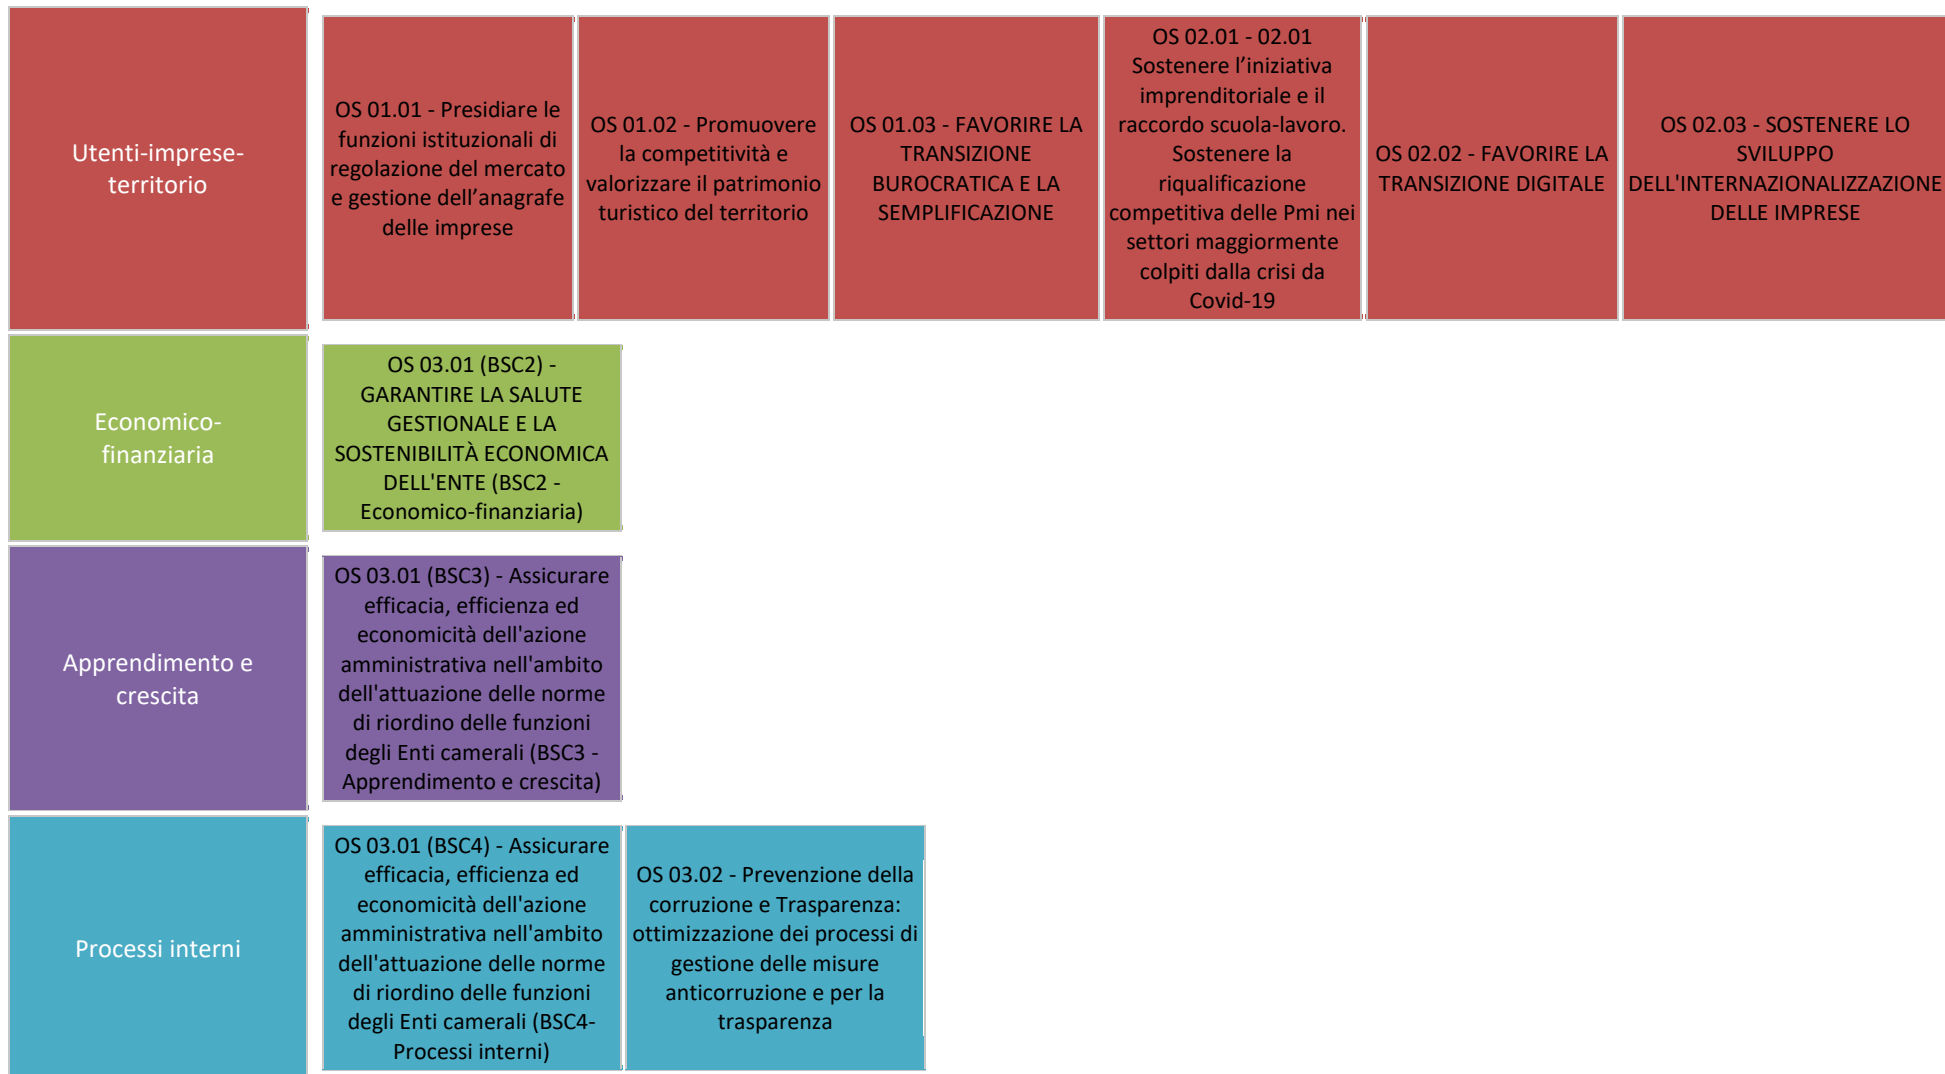 Utenti-imprese-
territorio
OS 01.01 - Presidiare le
funzioni istituzionali di
regolazione del mercato
e gestione dell’anagrafe
delle imprese
OS 01.02 - Promuovere
la competitività e
valorizzare il patrimonio
turistico del territorio
OS 01.03 - FAVORIRE LA
TRANSIZIONE
BUROCRATICA E LA
SEMPLIFICAZIONE
OS 02.01 - 02.01
Sostenere l’iniziativa
imprenditoriale e il
raccordo scuola-lavoro.
Sostenere la
riqualificazione
competitiva delle Pmi nei
settori maggiormente
colpiti dalla crisi da
Covid-19
OS 02.02 - FAVORIRE LA
TRANSIZIONE DIGITALE
OS 02.03 - SOSTENERE LO
SVILUPPO
DELL'INTERNAZIONALIZZAZIONE
DELLE IMPRESE
Economico-
finanziaria
OS 03.01 (BSC2) -
GARANTIRE LA SALUTE
GESTIONALE E LA
SOSTENIBILITÀ ECONOMICA
DELL'ENTE (BSC2 -
Economico-finanziaria)
Apprendimento e
crescita
OS 03.01 (BSC3) - Assicurare
efficacia, efficienza ed
economicità dell'azione
amministrativa nell'ambito
dell'attuazione delle norme
di riordino delle funzioni
degli Enti camerali (BSC3 -
Apprendimento e crescita)
Processi interni
OS 03.01 (BSC4) - Assicurare
efficacia, efficienza ed
economicità dell'azione
amministrativa nell'ambito
dell'attuazione delle norme
di riordino delle funzioni
degli Enti camerali (BSC4-
Processi interni)
OS 03.02 - Prevenzione della
corruzione e Trasparenza:
ottimizzazione dei processi di
gestione delle misure
anticorruzione e per la
trasparenza